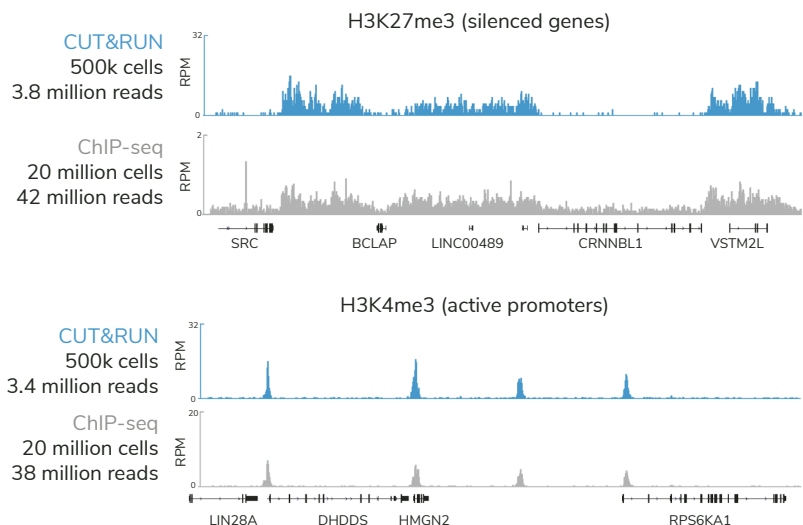 H3K27me3 (silenced genes)
CUT&RUN
500k cells
3.8 million reads
RPM
32
0
ChIP-seq
20 million cells
42 million reads
RPM
2
0
SRC BCLAP LINC00489 CRNNBL1 VSTM2L
H3K4me3 (active promoters)
CUT&RUN
500k cells
3.4 million reads
RPM
32
0
ChIP-seq
20 million cells
38 million reads
RPM
20
0
LIN28A DHDDS HMGN2 RPS6KA1